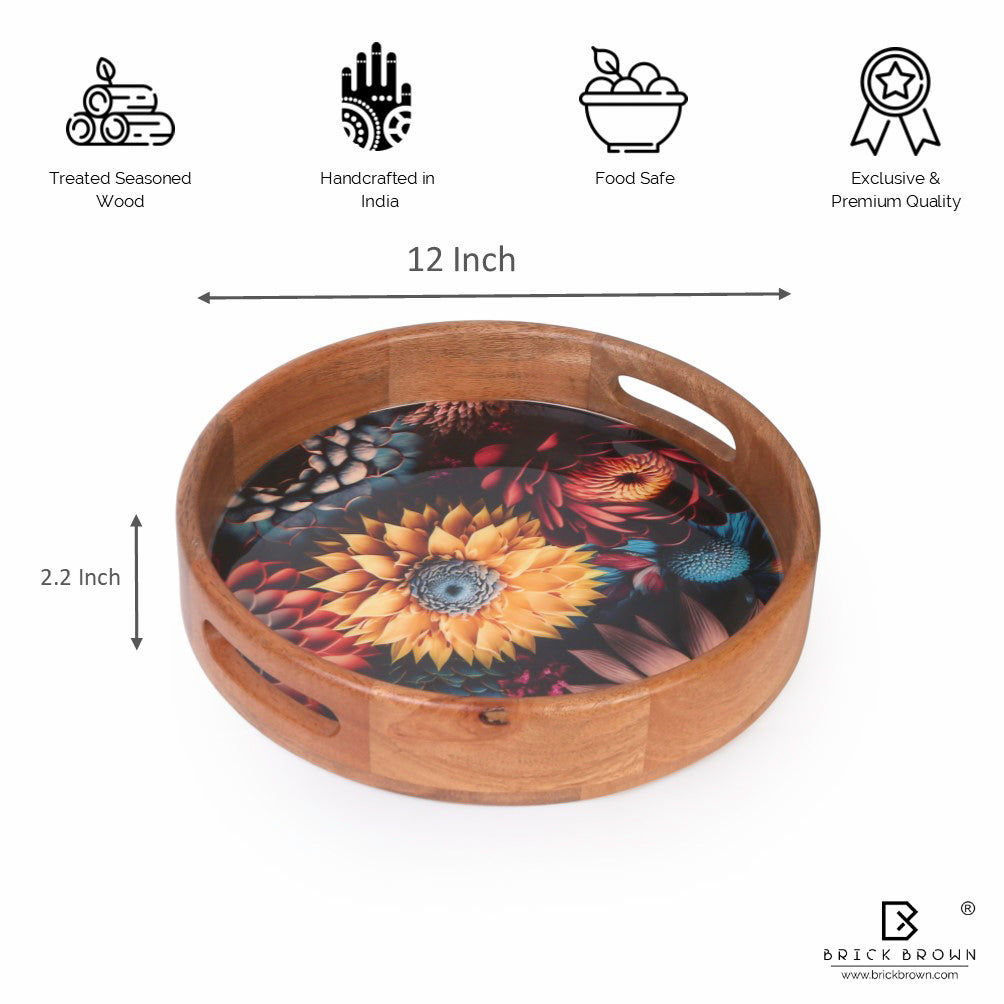 Treated Seasoned
Wood
Handcrafted in
India
Food Safe
Exclusive &
Premium Quality
12 Inch
2.2 Inch
®
BRICK BROWN
www.brickbrown.com